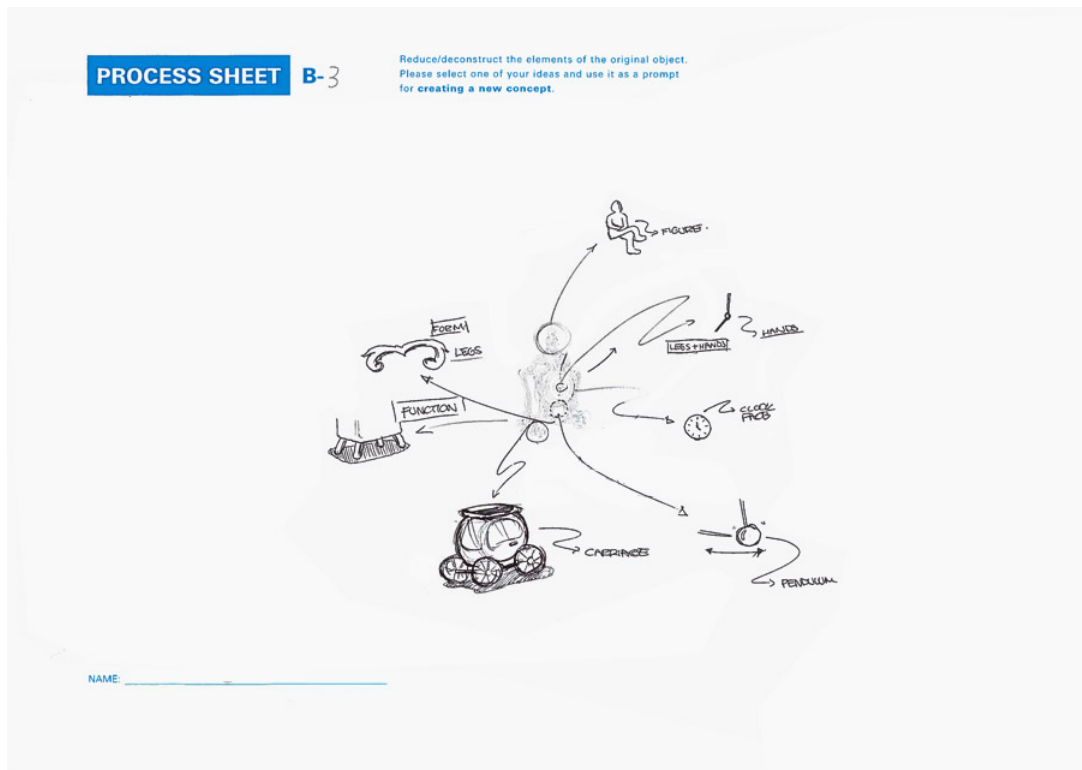 PROCESS SHEET B-3
Reduce/deconstruct the elements of the original object.
Please select one of your ideas and use it as a prompt
for creating a new concept.
FIGURE.
FORM
LEGS
HANDS
LEGS+HANDS
FUNCTION
CLOCK
FACE
CARRIAGE
PENDULUM
NAME: